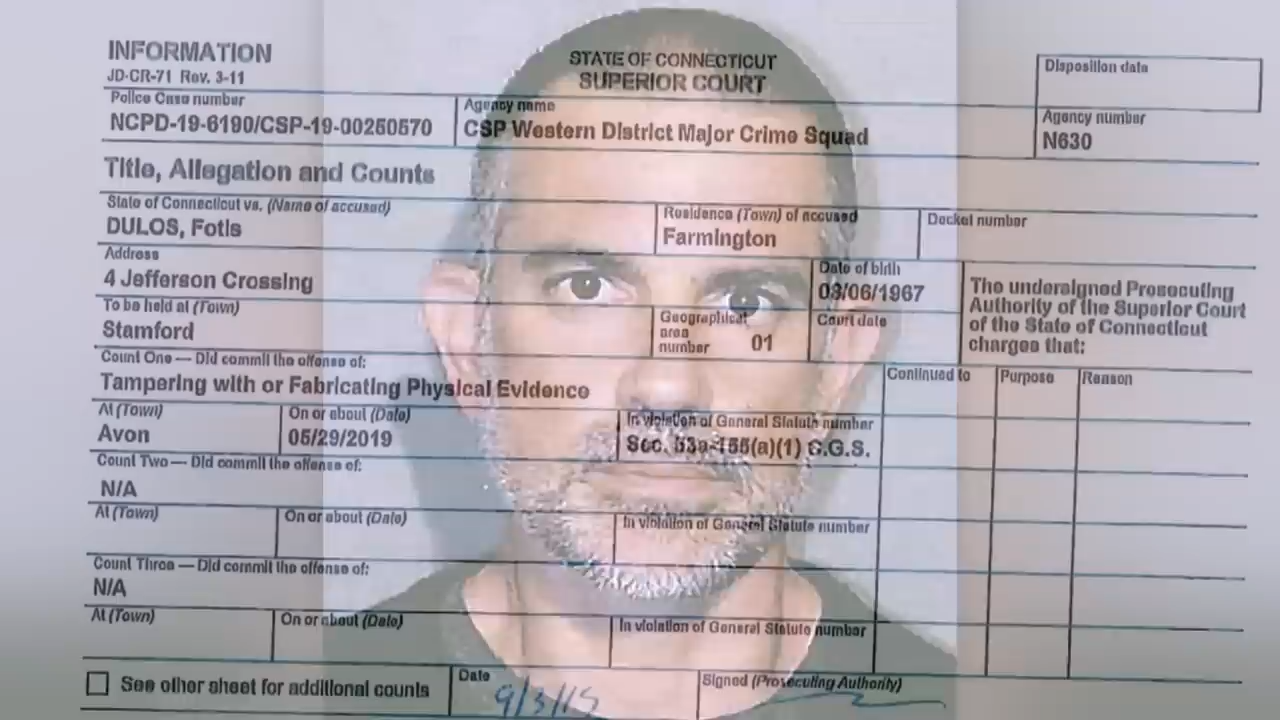 INFORMATION
JD-CR-71 Rev. 3-11
STATE OF CONNECTICUT
SUPERIOR COURT
Disposition date
Police Case number
NCPD-19-6190/CSP-19-00250570
Agency name
CSP Western District Major Crime Squad
Agency number
N630
Title, Allegation and Counts
State of Connecticut vs. (Name of accused)
DULOS, Fotis
Residence (Town) of accused
Farmington
Docket number
Address
4 Jefferson Crossing
Date of birth
08/06/1967
The undersigned Prosecuting
Authority of the Superior Court
of the State of Connecticut
charges that:
To be held at (Town)
Stamford
Geographical
area
number
01
Court date
Count One — Did commit the offense of:
Tampering with or Fabricating Physical Evidence
Continued to
Purpose
Reason
At (Town)
Avon
On or about (Date)
05/29/2019
In violation of General Statute number
Sec. 53a-155(a)(1) C.G.S.
Count Two — Did commit the offense of:
N/A
At (Town)
On or about (Date)
In violation of General Statute number
Count Three — Did commit the offense of:
N/A
At (Town)
On or about (Date)
In violation of General Statute number
See other sheet for additional counts
Date
Signed (Prosecuting Authority)